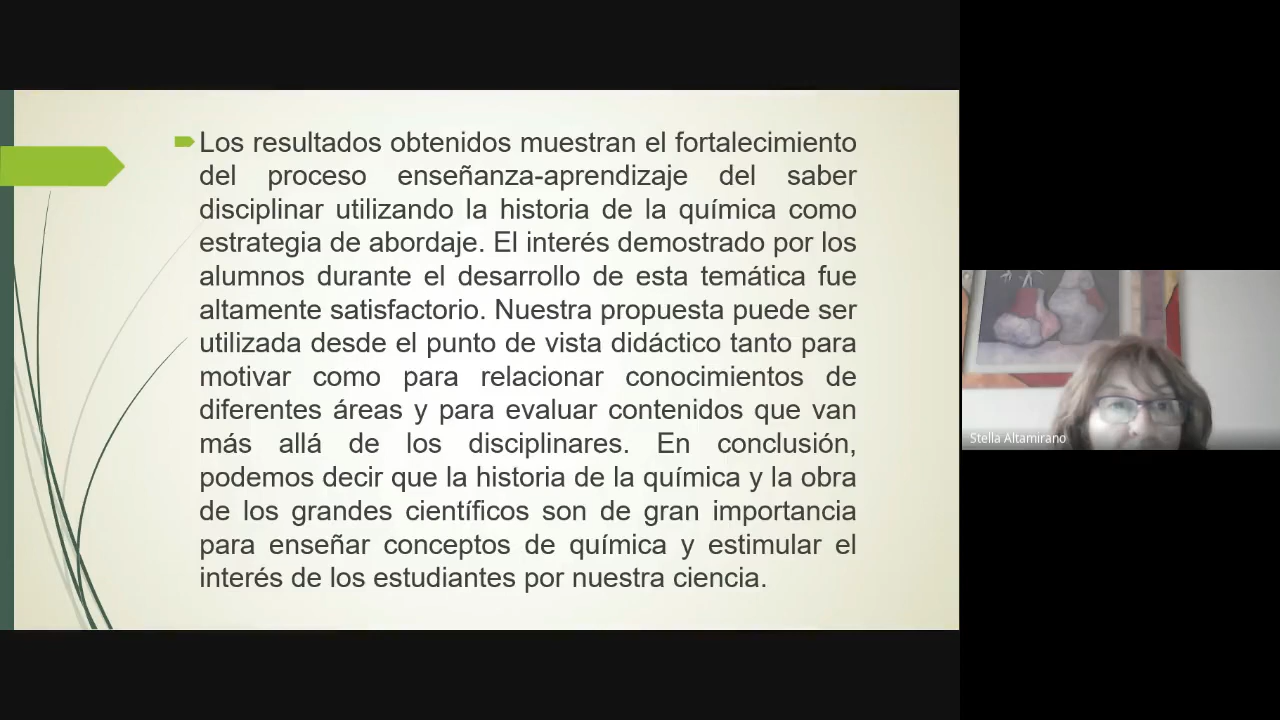 Los resultados obtenidos muestran el fortalecimiento
del proceso enseñanza-aprendizaje del saber
disciplinar utilizando la historia de la química como
estrategia de abordaje. El interés demostrado por los
alumnos durante el desarrollo de esta temática fue
altamente satisfactorio. Nuestra propuesta puede ser
utilizada desde el punto de vista didáctico tanto para
motivar como para relacionar conocimientos de
diferentes áreas y para evaluar contenidos que van
más allá de los disciplinares. En conclusión,
podemos decir que la historia de la química y la obra
de los grandes científicos son de gran importancia
para enseñar conceptos de química y estimular el
interés de los estudiantes por nuestra ciencia.
Stella Altamirano